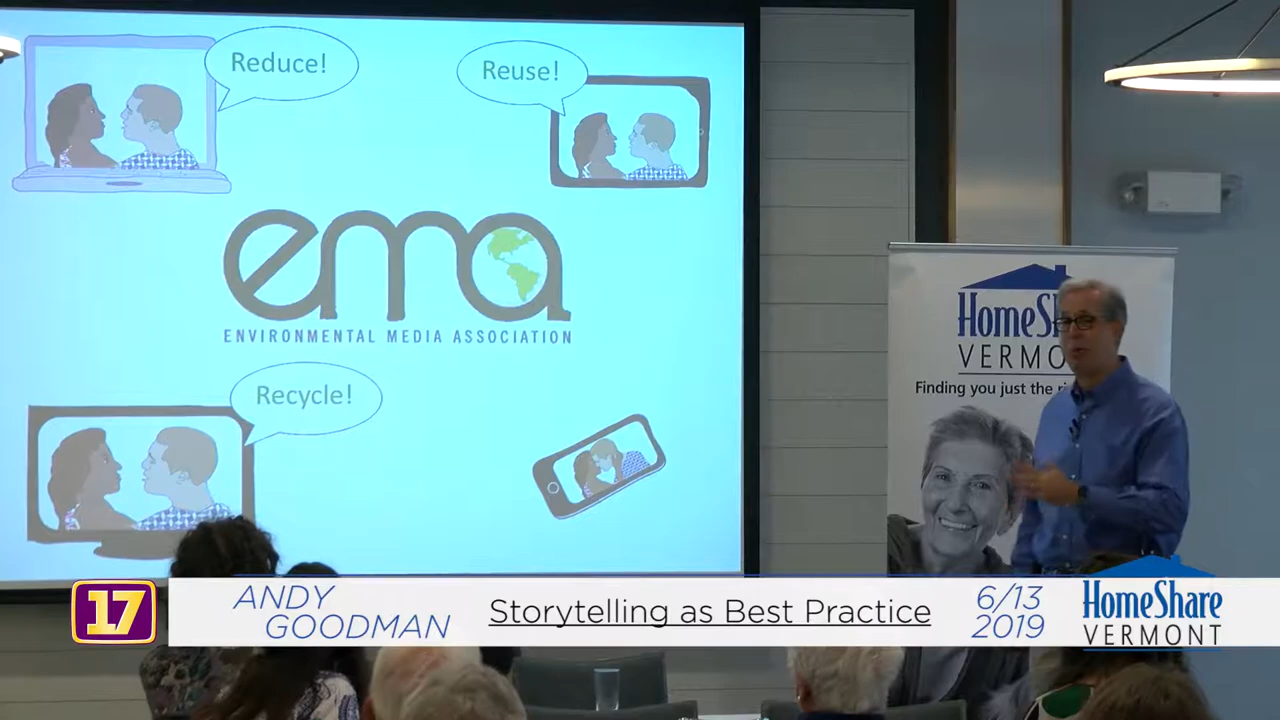 Reduce!
Reuse!
ema
ENVIRONMENTAL MEDIA ASSOCIATION
Recycle!
HomeSh
VERMO
Finding you just the ri
17
ANDY
GOODMAN
Storytelling as Best Practice
6/13
2019
HomeShare
VERMONT